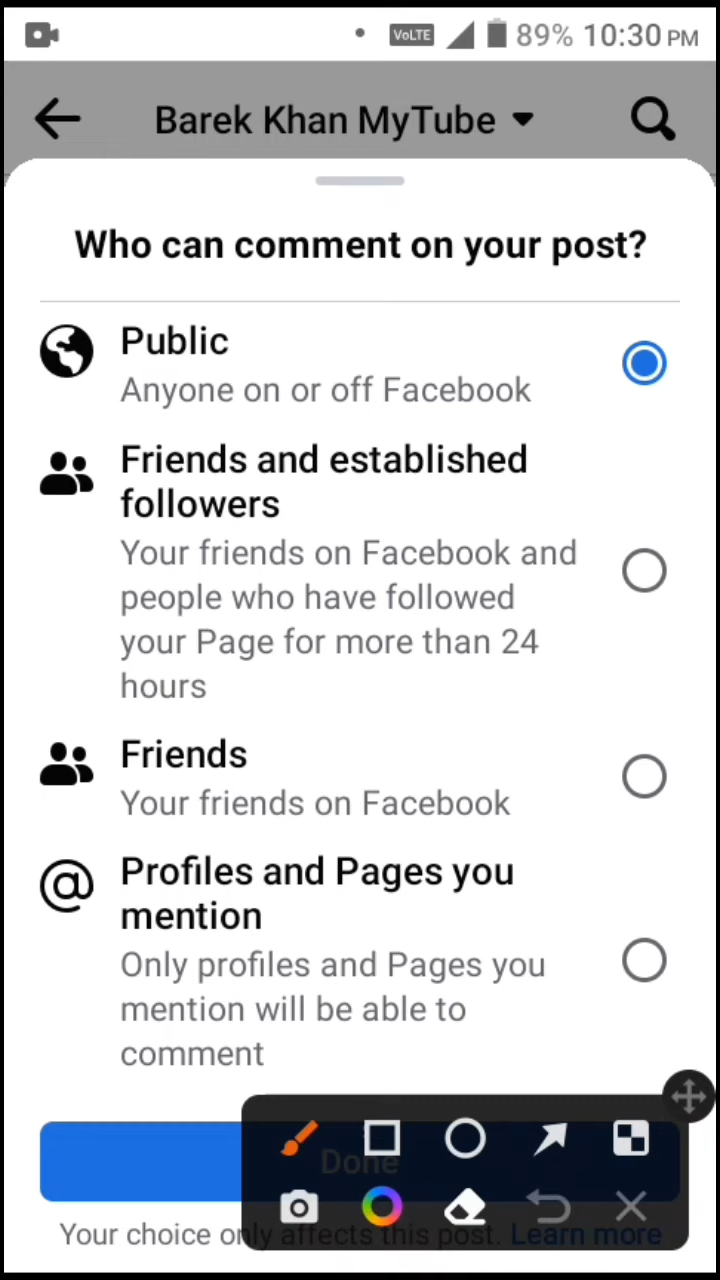 VoLTE 89% 10:30 PM
Barek Khan MyTube
Who can comment on your post?
Public
Anyone on or off Facebook
Friends and established
followers
Your friends on Facebook and
people who have followed
your Page for more than 24
hours
Friends
Your friends on Facebook
Profiles and Pages you
mention
Only profiles and Pages you
mention will be able to
comment
Done
Your choice only affects this post. Learn more